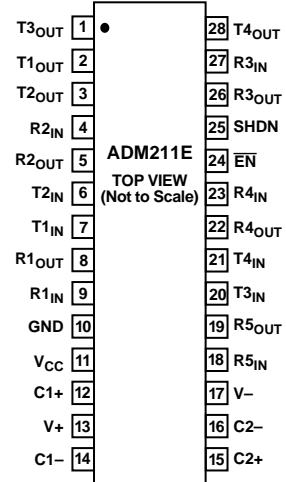 T3OUT 1 28 T4OUT
T1OUT 2 27 R3IN
T2OUT 3 26 R3OUT
R2IN 4 25 SHDN
R2OUT 5 ADM211E 24 E̅N̅
T2IN 6 TOP VIEW 23 R4IN
(Not to Scale)
T1IN 7 22 R4OUT
R1OUT 8 21 T4IN
R1IN 9 20 T3IN
GND 10 19 R5OUT
VCC 11 18 R5IN
C1+ 12 17 V–
V+ 13 16 C2–
C1– 14 15 C2+